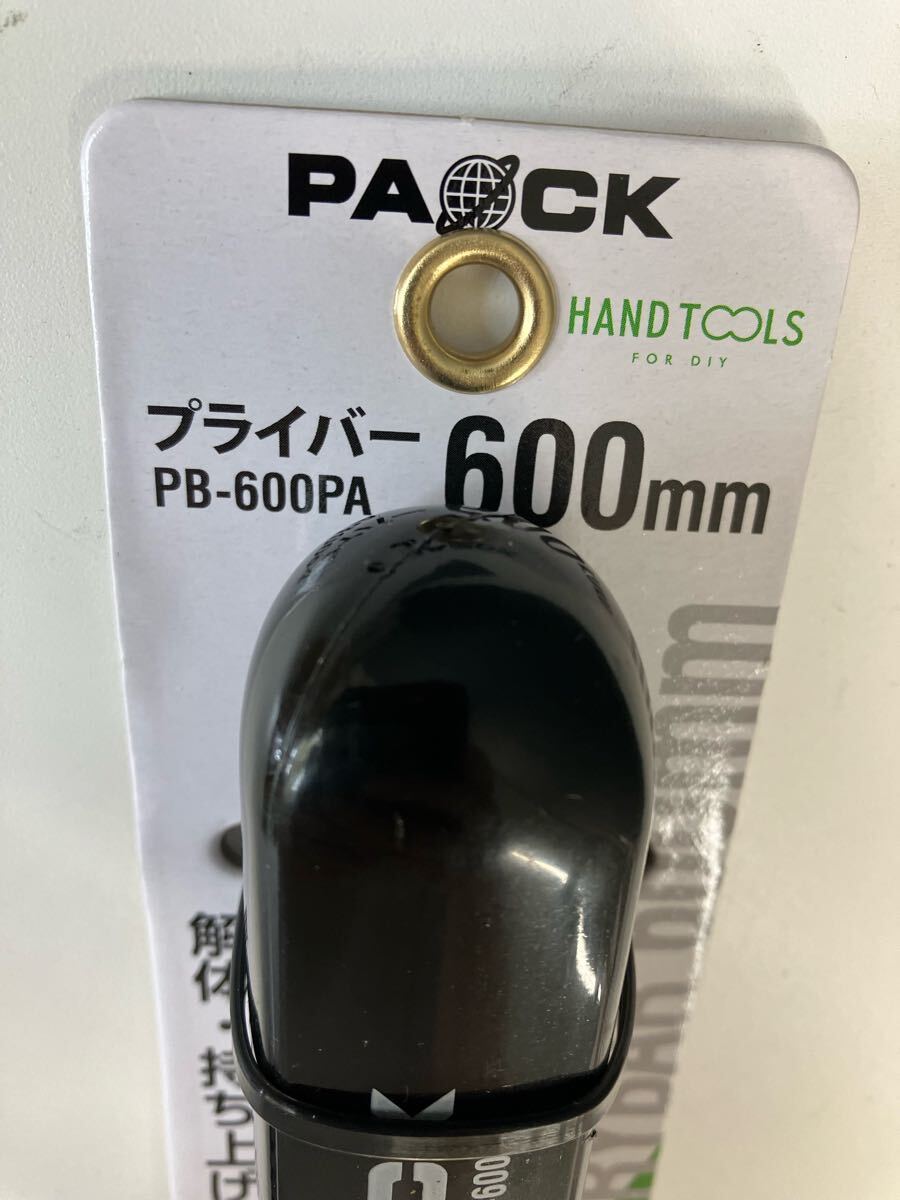 PAOCK
HAND TOOLS
FOR DIY
プライバー 600mm
PB-600PA
解体・持ち上げ
600